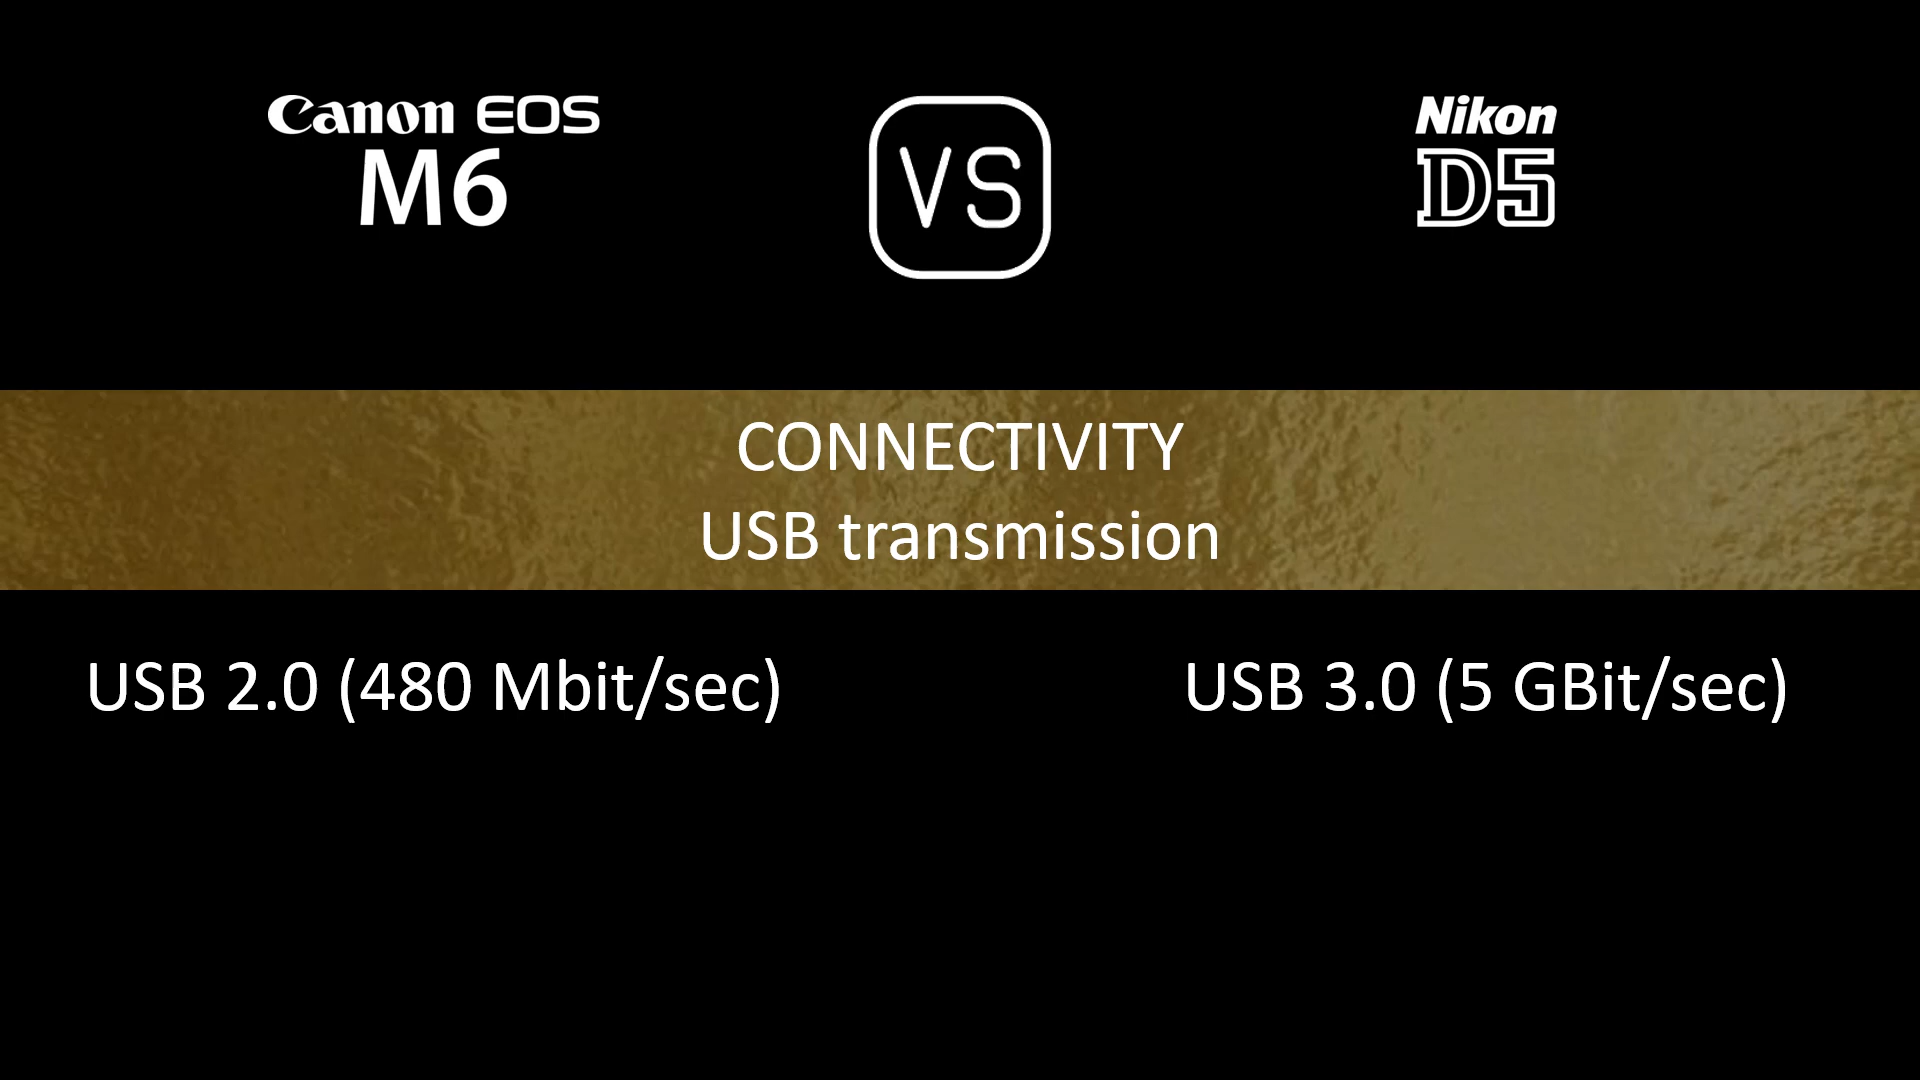 Canon EOS
M6
VS
Nikon
D5
CONNECTIVITY
USB transmission
USB 2.0 (480 Mbit/sec)
USB 3.0 (5 GBit/sec)